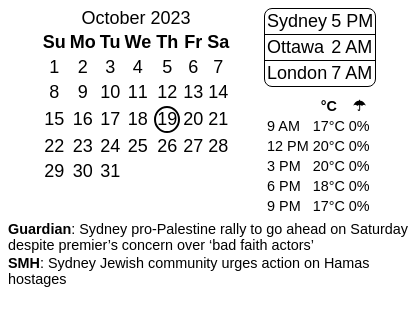 October 2023
Su Mo Tu We Th Fr Sa
1 2 3 4 5 6 7
8 9 10 11 12 13 14
15 16 17 18 19 20 21
22 23 24 25 26 27 28
29 30 31
Sydney 5 PM
Ottawa 2 AM
London 7 AM
°C ☂
9 AM 17°C 0%
12 PM 20°C 0%
3 PM 20°C 0%
6 PM 18°C 0%
9 PM 17°C 0%
Guardian: Sydney pro-Palestine rally to go ahead on Saturday
despite premier’s concern over ‘bad faith actors’
SMH: Sydney Jewish community urges action on Hamas
hostages